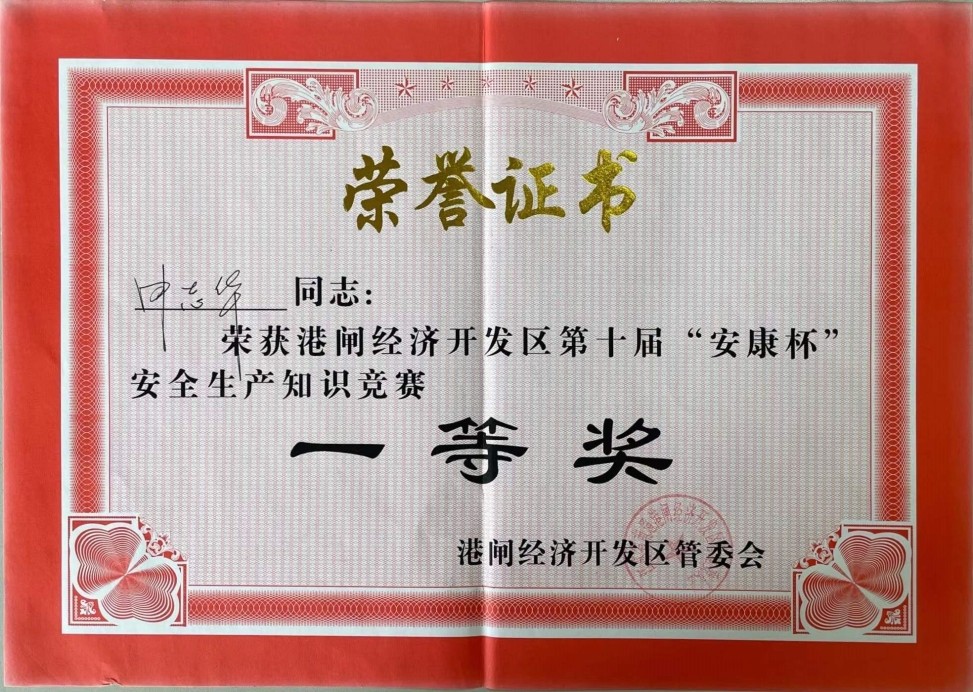 荣誉证书
申志华 同志：
荣获港闸经济开发区第十届“安康杯”
安全生产知识竞赛
一等奖
港闸经济开发区管委会